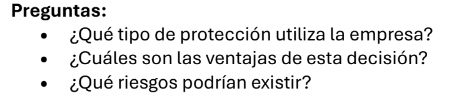 Preguntas:
• ¿Qué tipo de protección utiliza la empresa?
• ¿Cuáles son las ventajas de esta decisión?
• ¿Qué riesgos podrían existir?